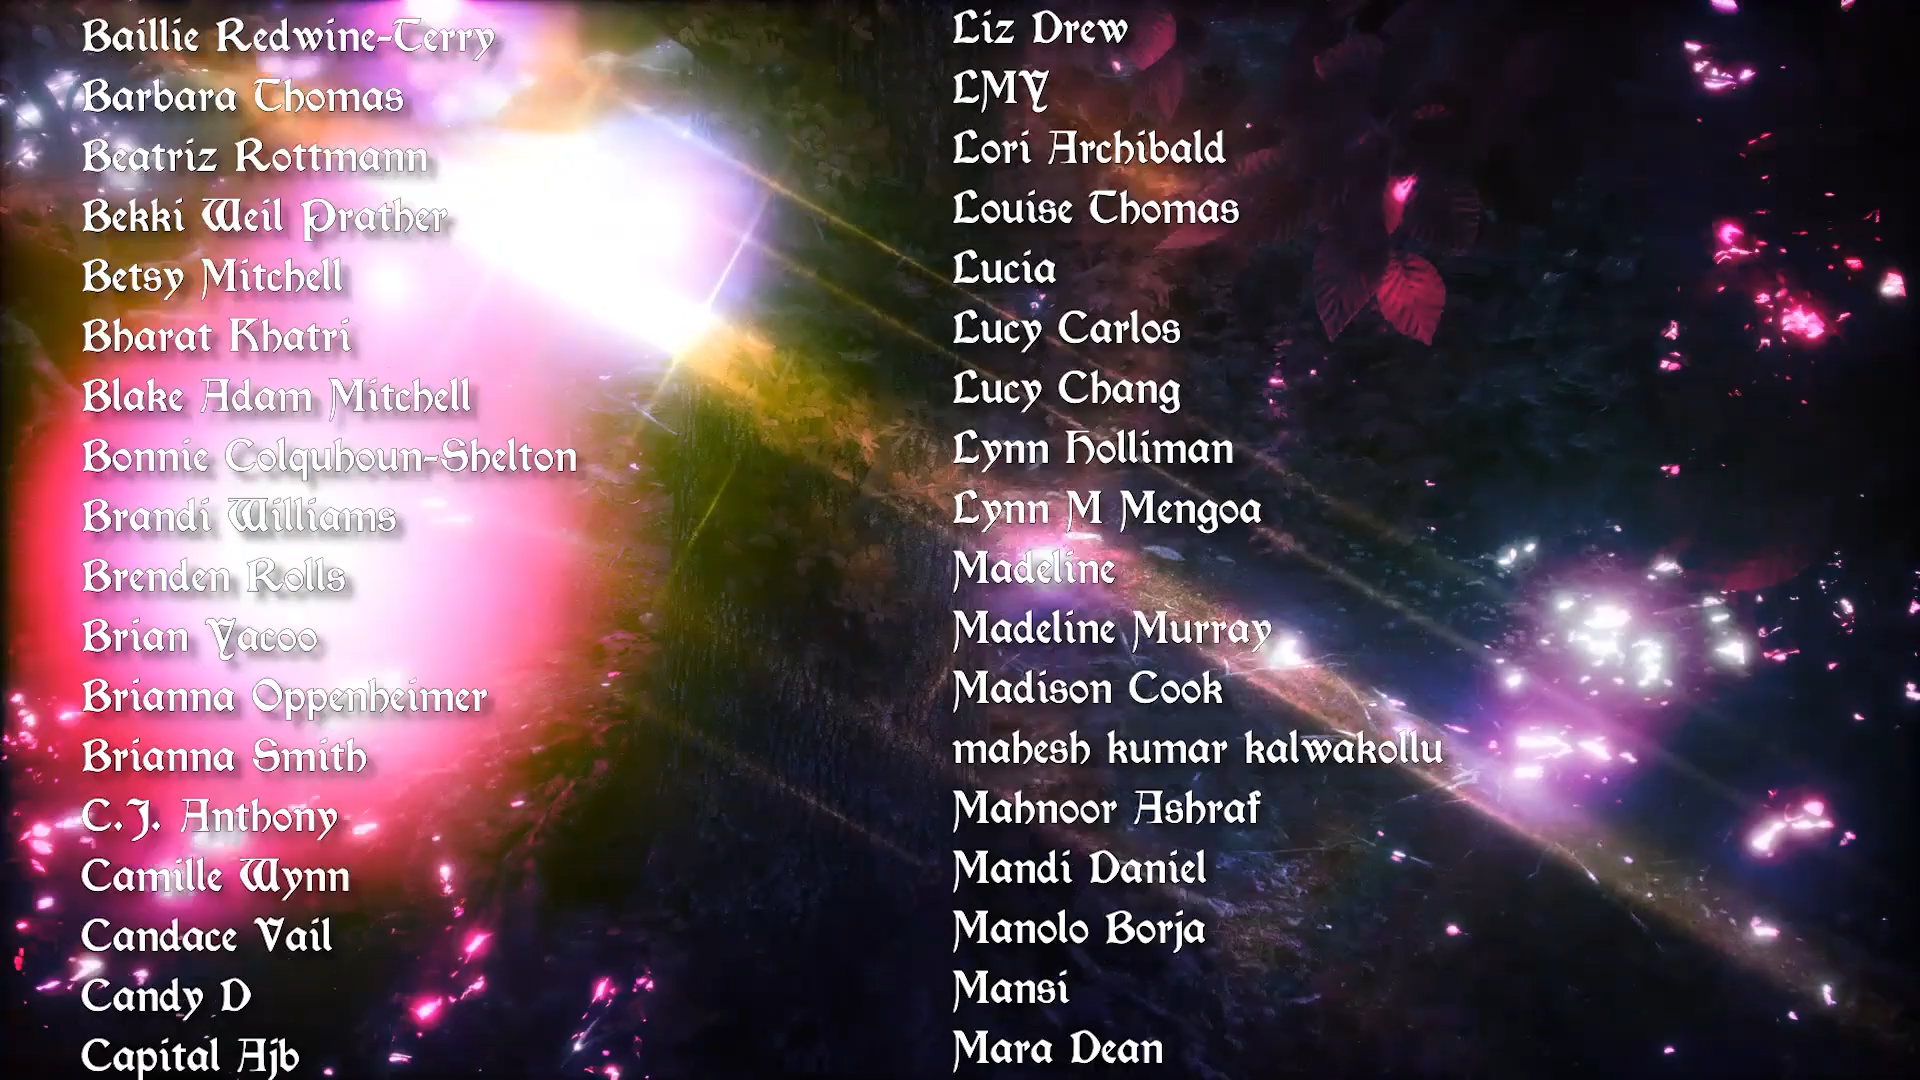 Baillie Redwine-Terry
Barbara Thomas
Beatriz Rottmann
Bekki Weil Prather
Betsy Mitchell
Bharat Khatri
Blake Adam Mitchell
Bonnie Colquhoun-Shelton
Brandi Williams
Brenden Rolls
Brian Yacoo
Brianna Oppenheimer
Brianna Smith
C.J. Anthony
Camille Wynn
Candace Vail
Candy D
Capital Ajb
Liz Drew
LMY
Lori Archibald
Louise Thomas
Lucia
Lucy Carlos
Lucy Chang
Lynn Holliman
Lynn M Mengoa
Madeline
Madeline Murray
Madison Cook
mahesh kumar kalwakollu
Mahnoor Ashraf
Mandi Daniel
Manolo Borja
Mansi
Mara Dean